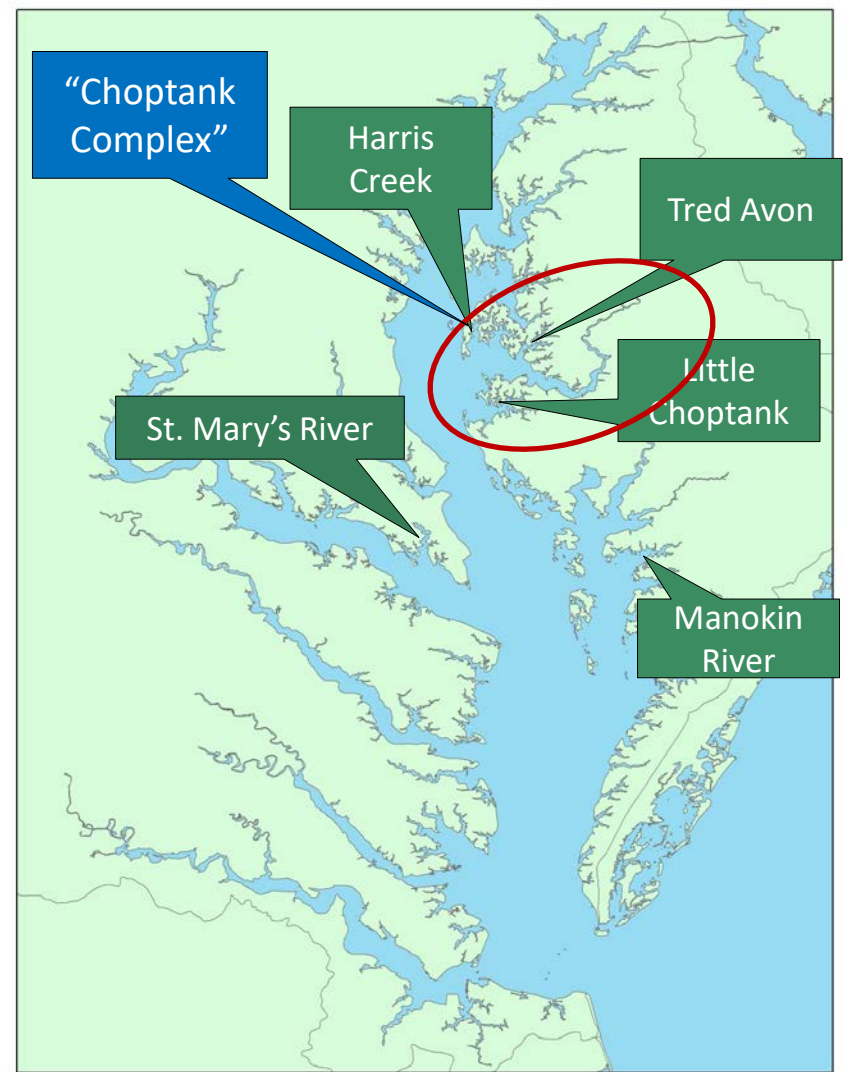 “Choptank
Complex”
Harris
Creek
Tred Avon
Little
Choptank
St. Mary’s River
Manokin
River